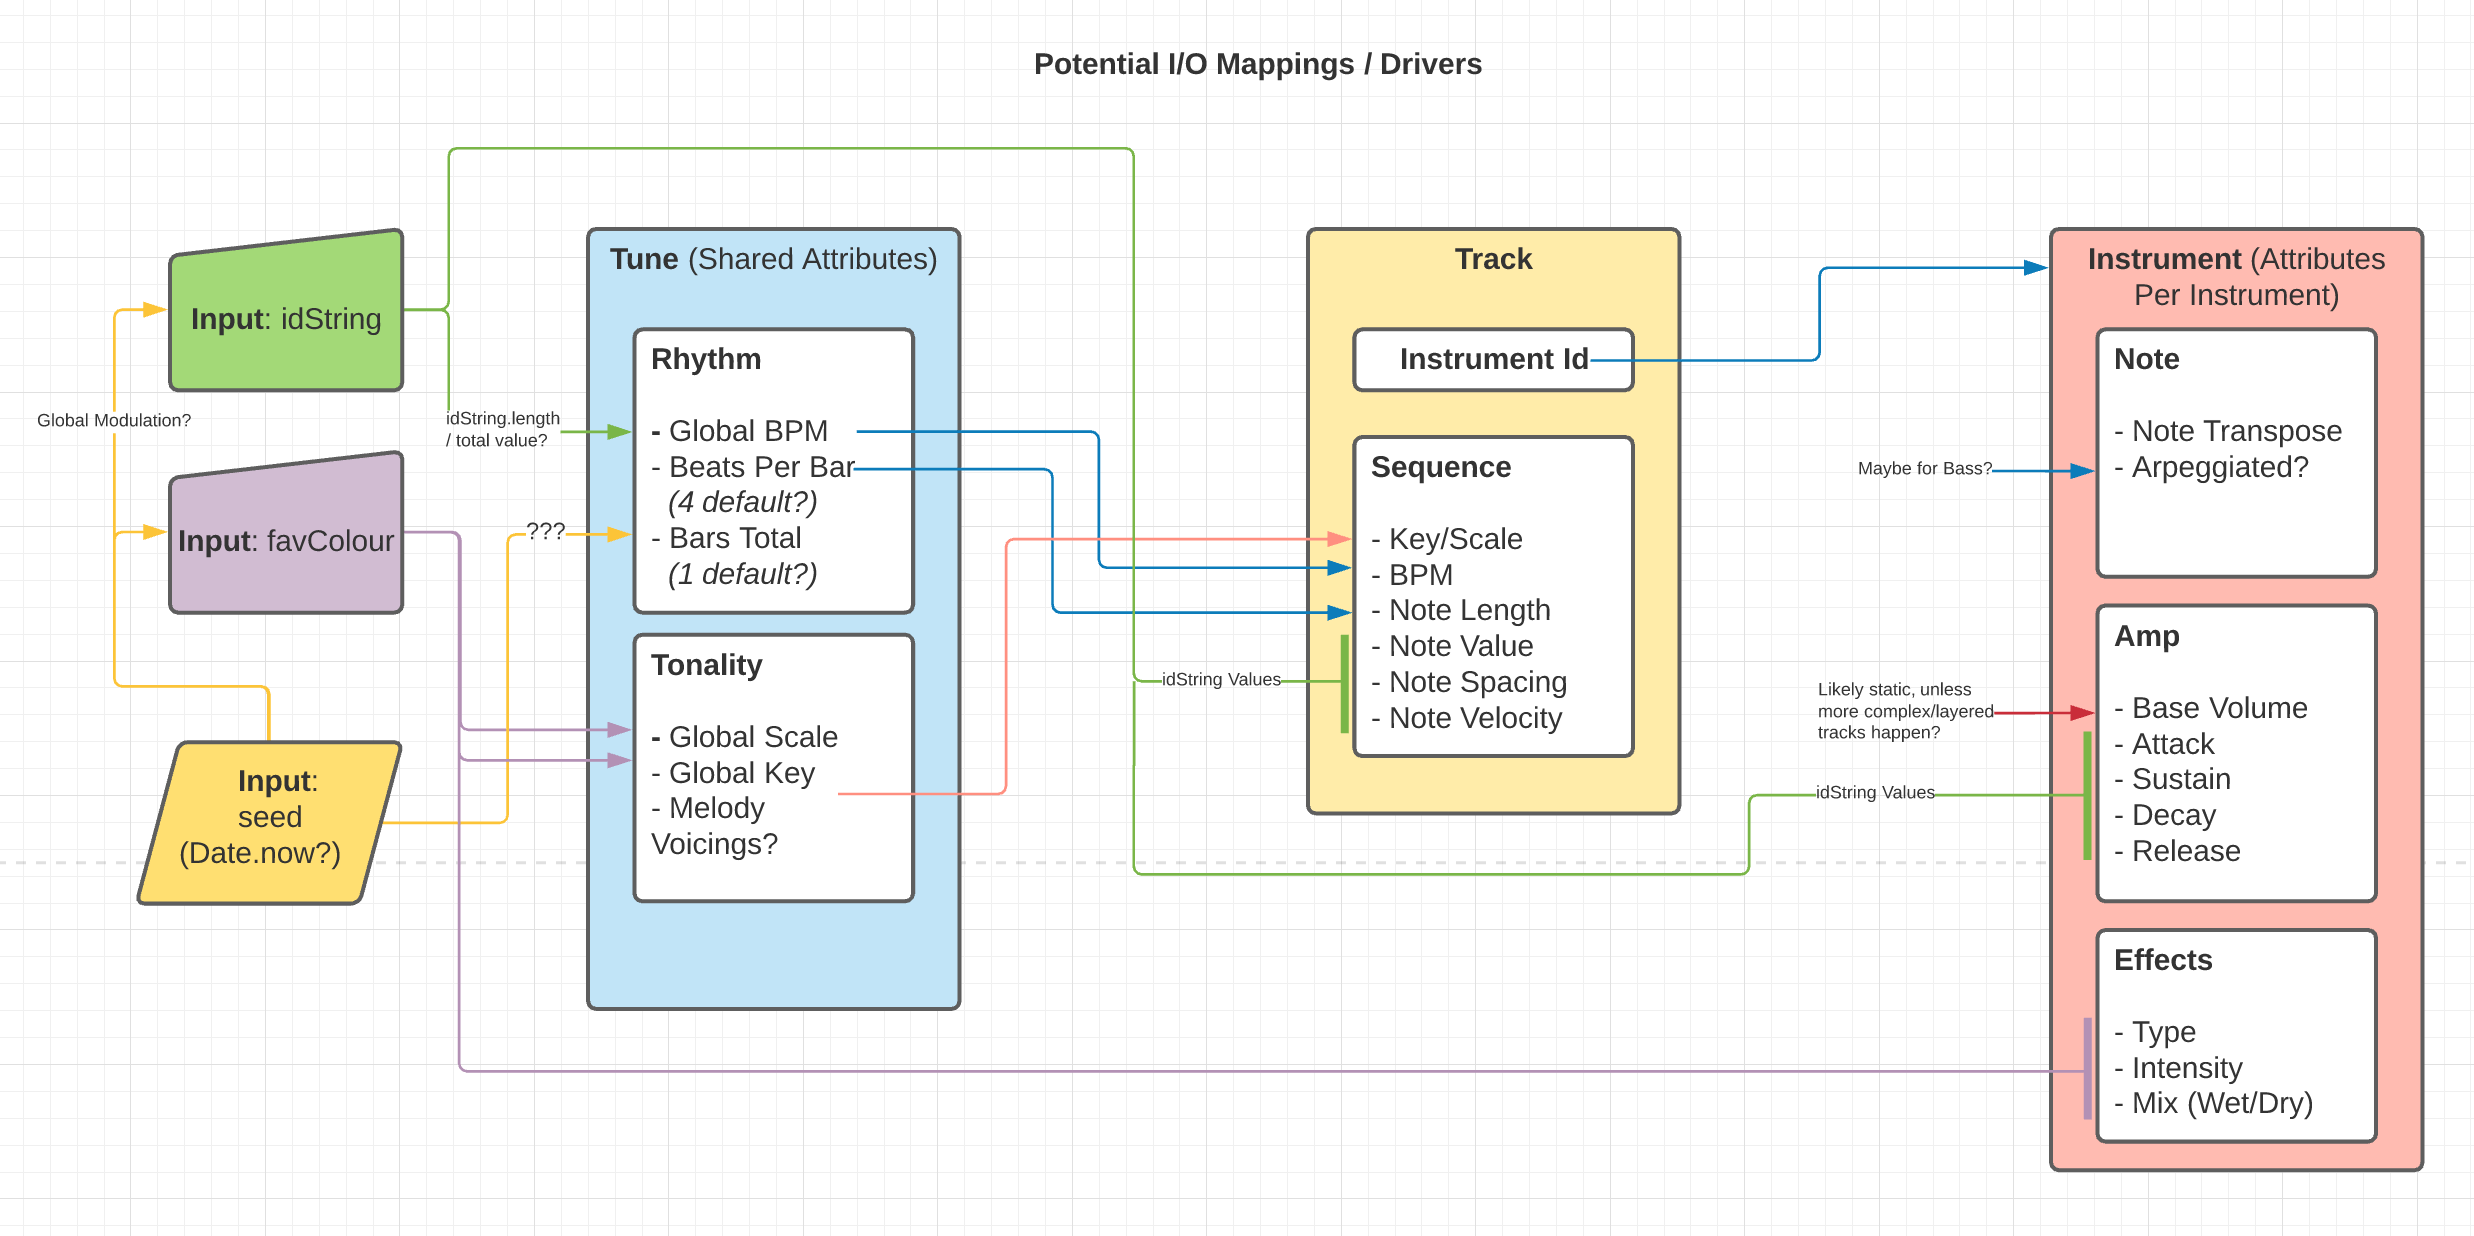 Potential I/O Mappings / Drivers
Input: idString
Global Modulation?
idString.length
/ total value?
Input: favColour
???
Input:
seed
(Date.now?)
Tune (Shared Attributes)
Rhythm
- Global BPM
- Beats Per Bar
(4 default?)
- Bars Total
(1 default?)
Tonality
- Global Scale
- Global Key
- Melody
Voicings?
Track
Instrument Id
Sequence
- Key/Scale
- BPM
- Note Length
- Note Value
- Note Spacing
- Note Velocity
idString Values
Instrument (Attributes
Per Instrument)
Note
- Note Transpose
- Arpeggiated?
Maybe for Bass?
Amp
- Base Volume
- Attack
- Sustain
- Decay
- Release
Likely static, unless
more complex/layered
tracks happen?
idString Values
Effects
- Type
- Intensity
- Mix (Wet/Dry)